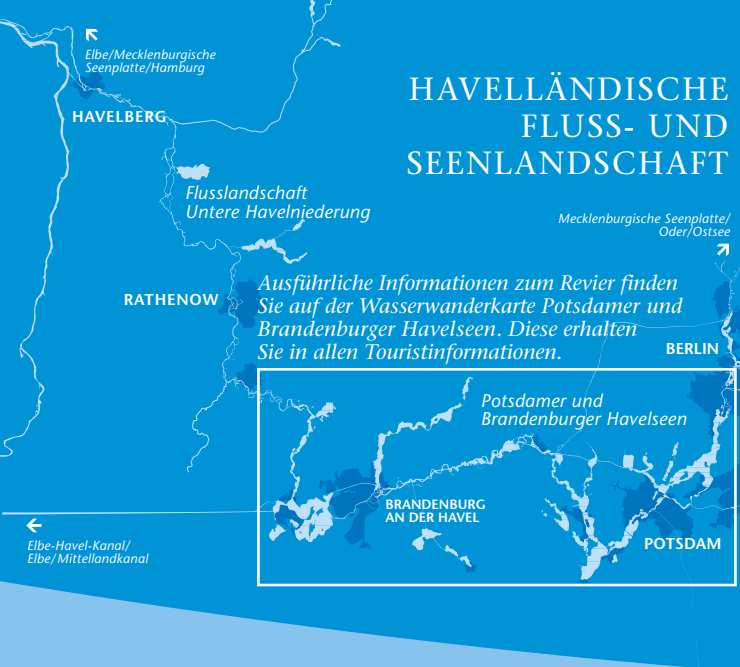 Elbe/Mecklenburgische
Seenplatte/Hamburg
HAVELBERG
HAVELLÄNDISCHE
FLUSS- UND
SEENLANDSCHAFT
Flusslandschaft
Untere Havelniederung
Mecklenburgische Seenplatte/
Oder/Ostsee
RATHENOW
Ausführliche Informationen zum Revier finden
Sie auf der Wasserwanderkarte Potsdamer und
Brandenburger Havelseen. Diese erhalten
Sie in allen Touristinformationen.
BERLIN
Potsdamer und
Brandenburger Havelseen
BRANDENBURG
AN DER HAVEL
POTSDAM
Elbe-Havel-Kanal/
Elbe/Mittellandkanal